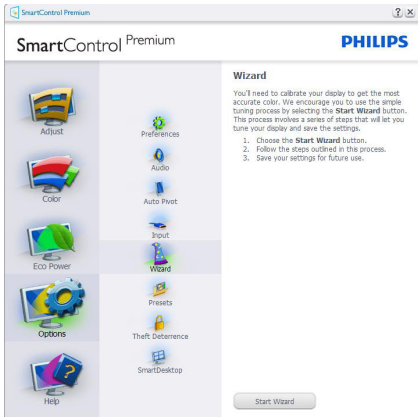 SmartControl Premium
SmartControl Premium
PHILIPS
Adjust
Color
Eco Power
Options
Help
Preferences
Audio
Auto Pivot
Input
Wizard
Presets
Theft Deterrence
SmartDesktop
Wizard
You'll need to calibrate your display to get the most
accurate color. We encourage you to use the simple
tuning process by selecting the Start Wizard button.
This process involves a series of steps that will let you
tune your display and save the settings.
1. Choose the Start Wizard button.
2. Follow the steps outlined in this process.
3. Save your settings for future use.
Start Wizard